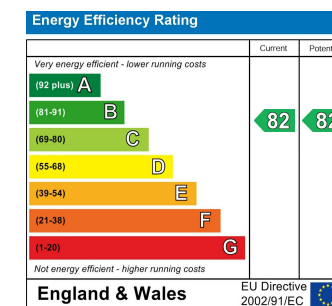 Energy Efficiency Rating
Current Poten
Very energy efficient - lower running costs
(92 plus) A
(81-91) B 82 82
(69-80) C
(55-68) D
(39-54) E
(21-38) F
(1-20) G
Not energy efficient - higher running costs
England & Wales
EU Directive
2002/91/EC